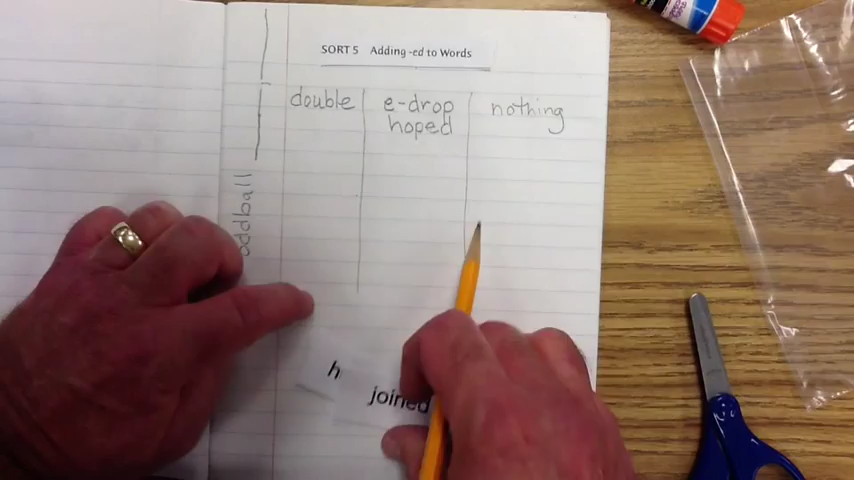 SORT 5 Adding -ed to Words
double e-drop nothing
hoped
oddball
h
joined